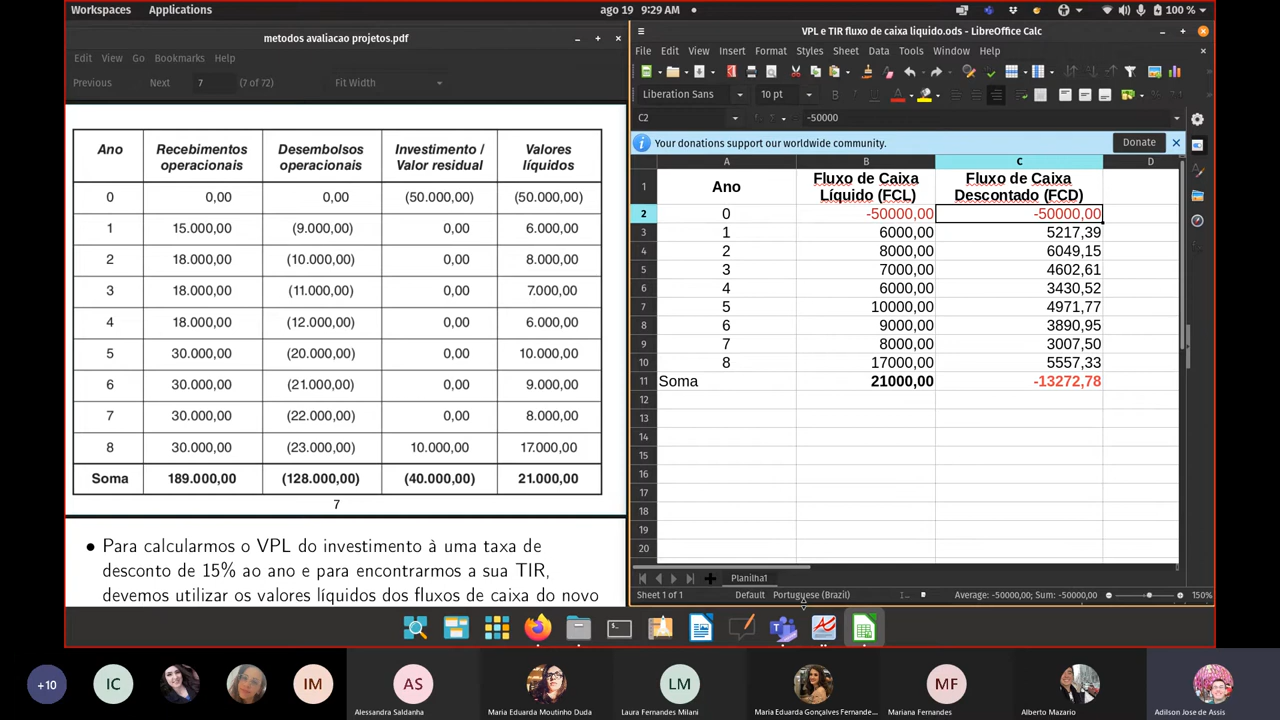 Workspaces Applications ago 19 9:29 AM 100 %
metodos avaliacao projetos.pdf
Edit View Go Bookmarks Help
Previous Next 7 (7 of 72) Fit Width
Ano Recebimentos operacionais Desembolsos operacionais Investimento / Valor residual Valores líquidos
0 0,00 0,00 (50.000,00) (50.000,00)
1 15.000,00 (9.000,00) 0,00 6.000,00
2 18.000,00 (10.000,00) 0,00 8.000,00
3 18.000,00 (11.000,00) 0,00 7.000,00
4 18.000,00 (12.000,00) 0,00 6.000,00
5 30.000,00 (20.000,00) 0,00 10.000,00
6 30.000,00 (21.000,00) 0,00 9.000,00
7 30.000,00 (22.000,00) 0,00 8.000,00
8 30.000,00 (23.000,00) 10.000,00 17.000,00
Soma 189.000,00 (128.000,00) (40.000,00) 21.000,00
7
• Para calcularmos o VPL do investimento à uma taxa de
desconto de 15% ao ano e para encontrarmos a sua TIR,
devemos utilizar os valores líquidos dos fluxos de caixa do novo
VPL e TIR fluxo de caixa liquido.ods - LibreOffice Calc
File Edit View Insert Format Styles Sheet Data Tools Window Help
Liberation Sans 10 pt
C2 -50000
Your donations support our worldwide community. Donate
A B C D
1 Ano Fluxo de Caixa Líquido (FCL) Fluxo de Caixa Descontado (FCD)
2 0 -50000,00 -50000,00
3 1 6000,00 5217,39
4 2 8000,00 6049,15
5 3 7000,00 4602,61
6 4 6000,00 3430,52
7 5 10000,00 4971,77
8 6 9000,00 3890,95
9 7 8000,00 3007,50
10 8 17000,00 5557,33
11 Soma 21000,00 -13272,78
12
13
14
15
16
17
18
19
20
Planilha1
Sheet 1 of 1 Default Portuguese (Brazil) Average: -50000,00; Sum: -50000,00 150%
+10 IC IM AS LM MF
Alessandra Saldanha Maria Eduarda Moutinho Duda Laura Fernandes Milani Maria Eduarda Gonçalves Fernande... Mariana Fernandes Alberto Mazario Adilson Jose de Assis